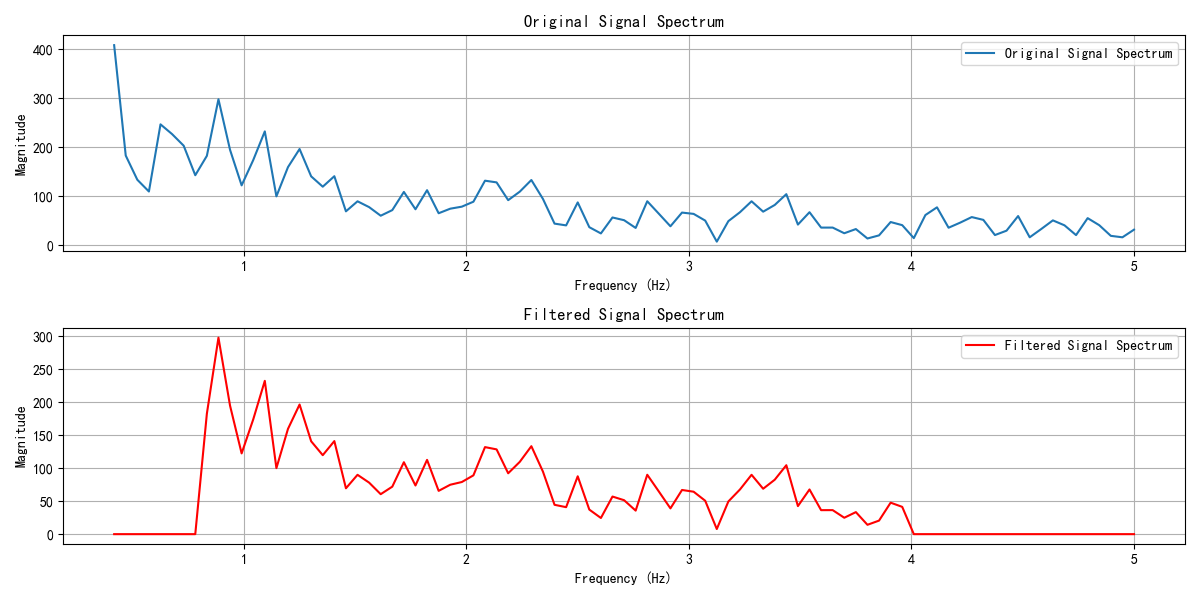 Original Signal Spectrum
Original Signal Spectrum
Magnitude
400
300
200
100
0
1 2 3 4 5
Frequency (Hz)
Filtered Signal Spectrum
Filtered Signal Spectrum
Magnitude
300
250
200
150
100
50
0
1 2 3 4 5
Frequency (Hz)